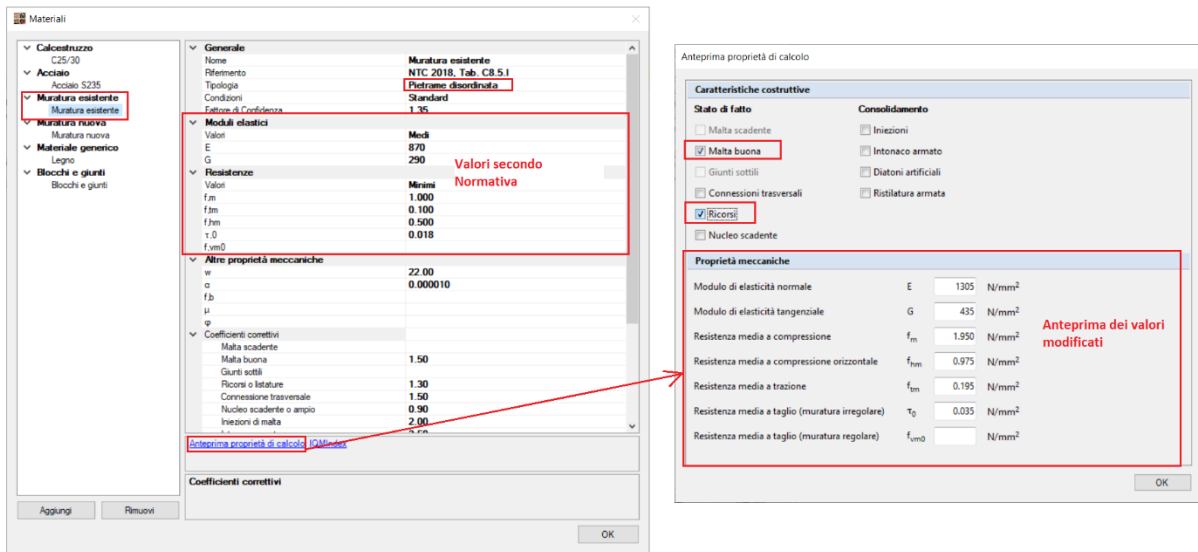 Materiali
Calcestruzzo
C25/30
Acciaio
Acciaio S235
Muratura esistente
Muratura esistente
Muratura nuova
Muratura nuova
Materiale generico
Legno
Blocchi e giunti
Blocchi e giunti
Aggiungi Rimuovi
Generale
Nome Muratura esistente
Riferimento NTC 2018, Tab. C8.5.I
Tipologia Pietrame disordinata
Condizioni Standard
Fattore di Confidenza 1.35
Moduli elastici
Valori Medi
E 870
G 290
Valori secondo
Normativa
Resistenze
Valori Minimi
f,m 1.000
f,tm 0.100
f,hm 0.500
τ,0 0.018
f,vm0
Altre proprietà meccaniche
w 22.00
α 0.000010
f,b
μ
φ
Coefficienti correttivi
Malta scadente
Malta buona 1.50
Giunti sottili
Ricorsi o listature 1.30
Connessione trasversale 1.50
Nucleo scadente o ampio 0.90
Iniezioni di malta 2.00
Anteprima proprietà di calcolo IQMIndex
Coefficienti correttivi
OK
Anteprima proprietà di calcolo
Caratteristiche costruttive
Stato di fatto Consolidamento
Malta scadente Iniezioni
Malta buona Intonaco armato
Giunti sottili Diatoni artificiali
Connessioni trasversali Ristilatura armata
Ricorsi
Nucleo scadente
Proprietà meccaniche
Modulo di elasticità normale E 1305 N/mm²
Modulo di elasticità tangenziale G 435 N/mm²
Resistenza media a compressione fm 1.950 N/mm²
Resistenza media a compressione orizzontale fhm 0.975 N/mm²
Resistenza media a trazione ftm 0.195 N/mm²
Resistenza media a taglio (muratura irregolare) τ0 0.035 N/mm²
Resistenza media a taglio (muratura regolare) fvm0 N/mm²
Anteprima dei valori
modificati
OK